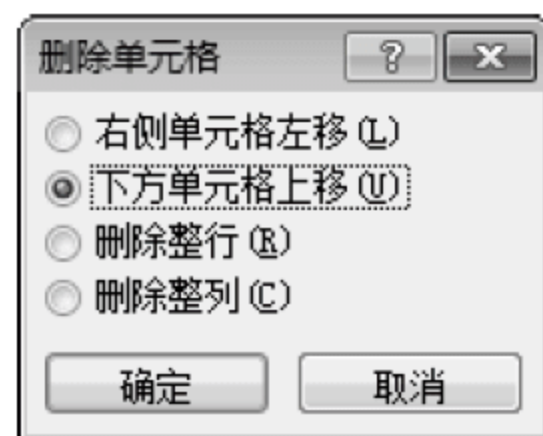 删除单元格
右侧单元格左移(L)
下方单元格上移(U)
删除整行(R)
删除整列(C)
确定 取消